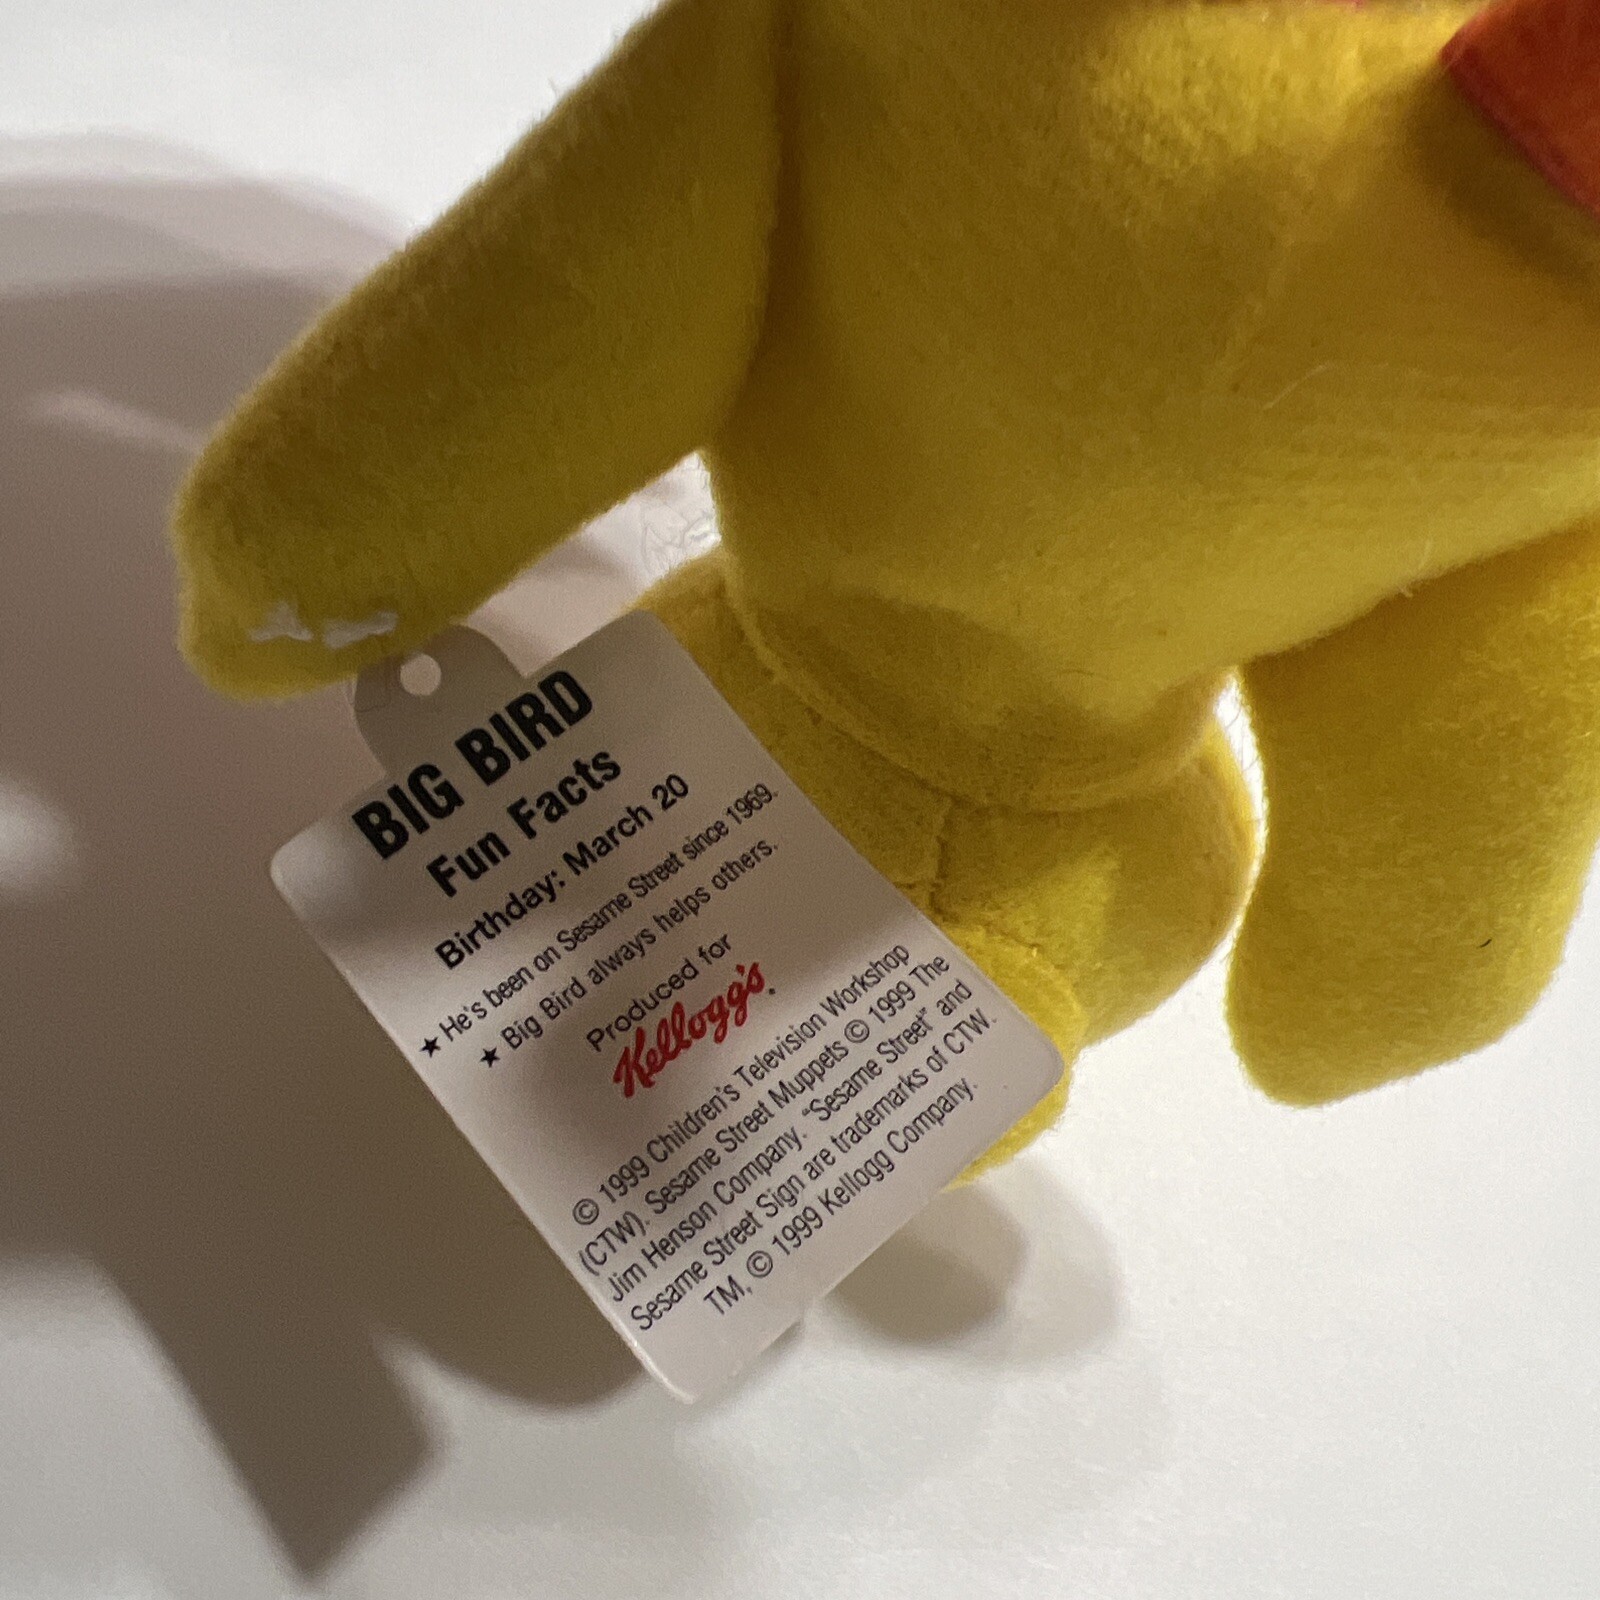 BIG BIRD
Fun Facts
Birthday: March 20
★ He's been on Sesame Street since 1969.
★ Big Bird always helps others.
Produced for
Kellogg's.
© 1999 Children's Television Workshop
(CTW). Sesame Street Muppets © 1999 The
Jim Henson Company. "Sesame Street" and
Sesame Street Sign are trademarks of CTW.
TM, © 1999 Kellogg Company.